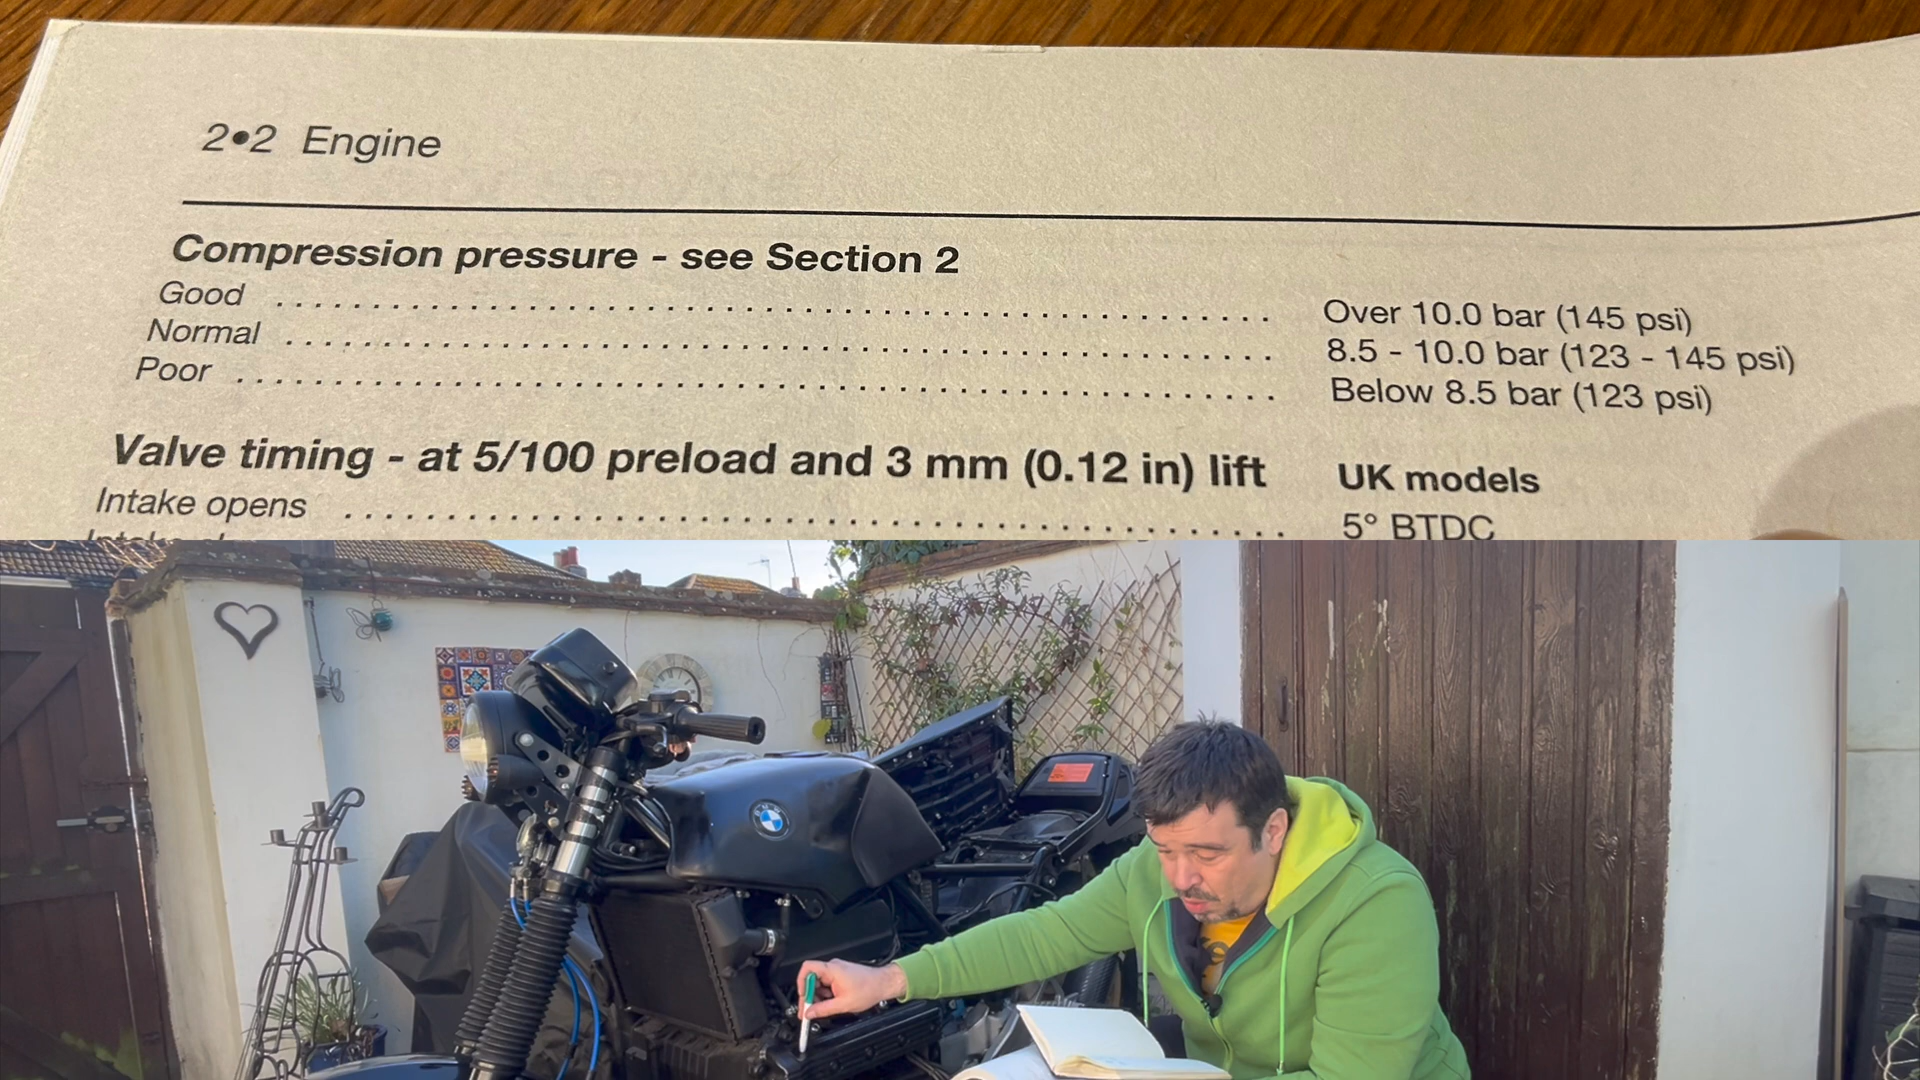 2•2 Engine
Compression pressure - see Section 2
Good ........................................ Over 10.0 bar (145 psi)
Normal ........................................ 8.5 - 10.0 bar (123 - 145 psi)
Poor ........................................ Below 8.5 bar (123 psi)
Valve timing - at 5/100 preload and 3 mm (0.12 in) lift UK models
Intake opens ........................................ 5° BTDC
BMW